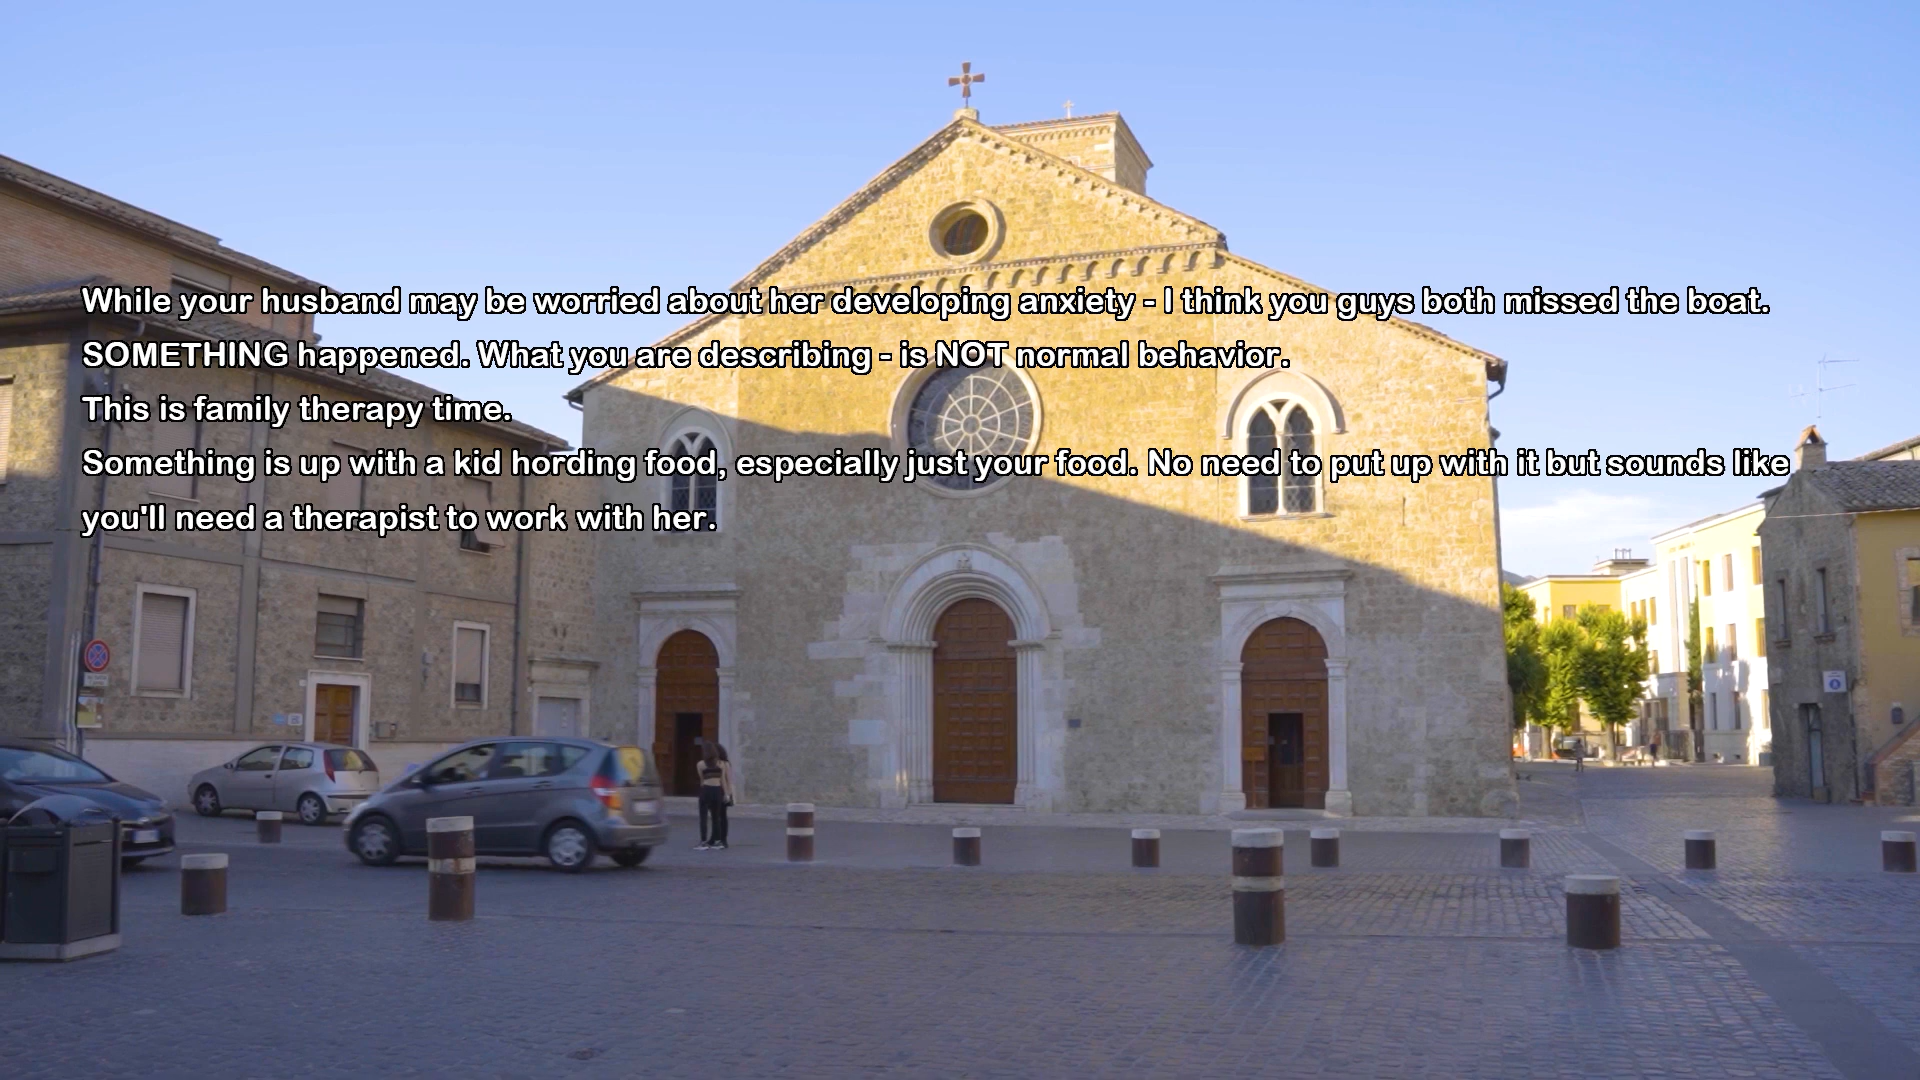 While your husband may be worried about her developing anxiety - I think you guys both missed the boat.
SOMETHING happened. What you are describing - is NOT normal behavior.
This is family therapy time.
Something is up with a kid hording food, especially just your food. No need to put up with it but sounds like
you'll need a therapist to work with her.